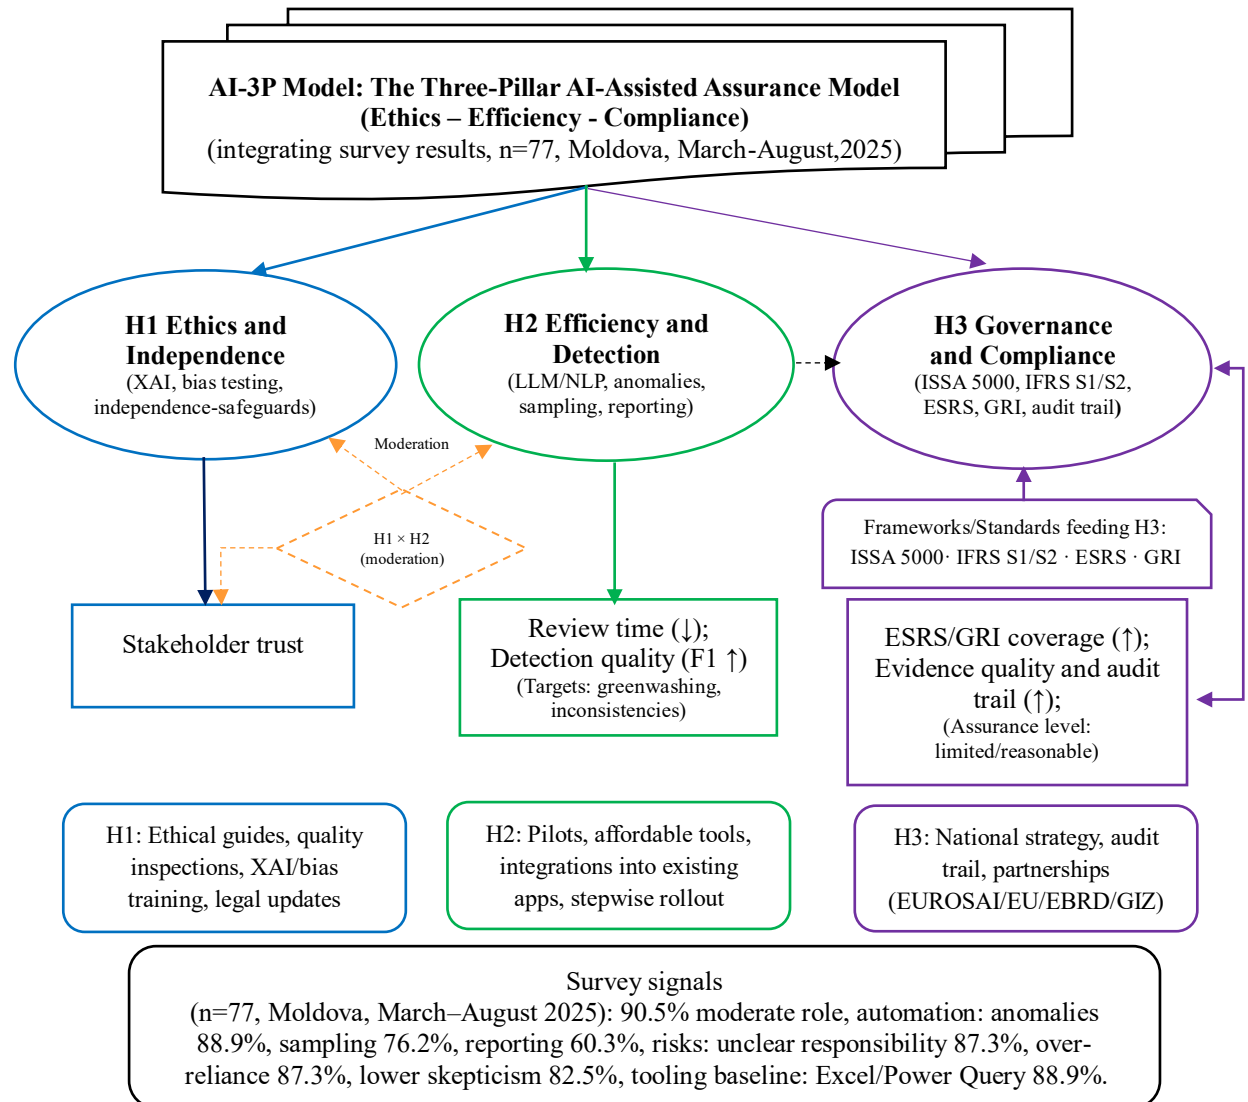 AI-3P Model: The Three-Pillar AI-Assisted Assurance Model
(Ethics – Efficiency - Compliance)
(integrating survey results, n=77, Moldova, March-August,2025)
H1 Ethics and
Independence
(XAI, bias testing,
independence-safeguards)
H2 Efficiency and
Detection
(LLM/NLP, anomalies,
sampling, reporting)
H3 Governance
and Compliance
(ISSA 5000, IFRS S1/S2,
ESRS, GRI, audit trail)
Moderation
H1 × H2
(moderation)
Frameworks/Standards feeding H3:
ISSA 5000· IFRS S1/S2 · ESRS · GRI
Stakeholder trust
Review time (↓);
Detection quality (F1 ↑)
(Targets: greenwashing,
inconsistencies)
ESRS/GRI coverage (↑);
Evidence quality and audit
trail (↑);
(Assurance level:
limited/reasonable)
H1: Ethical guides, quality
inspections, XAI/bias
training, legal updates
H2: Pilots, affordable tools,
integrations into existing
apps, stepwise rollout
H3: National strategy, audit
trail, partnerships
(EUROSAI/EU/EBRD/GIZ)
Survey signals
(n=77, Moldova, March–August 2025): 90.5% moderate role, automation: anomalies
88.9%, sampling 76.2%, reporting 60.3%, risks: unclear responsibility 87.3%, over-
reliance 87.3%, lower skepticism 82.5%, tooling baseline: Excel/Power Query 88.9%.